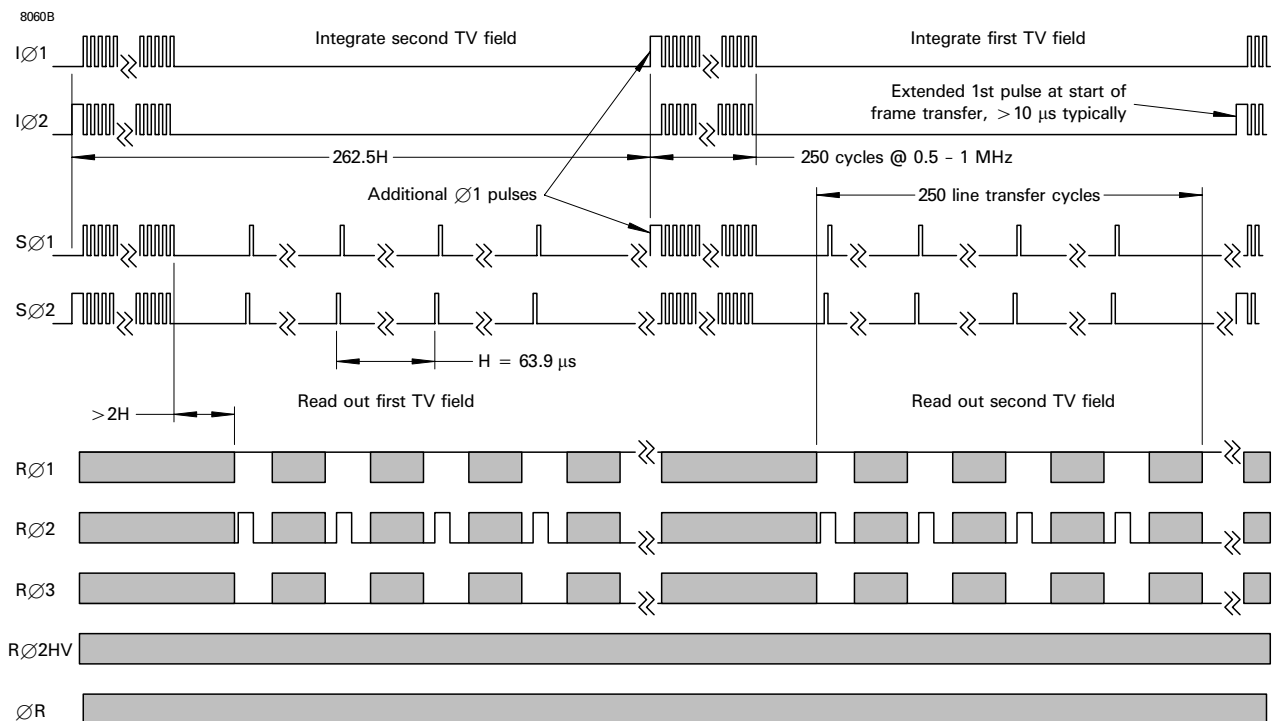 8060B
IØ1
Integrate second TV field
Integrate first TV field
Extended 1st pulse at start of
frame transfer, >10 µs typically
IØ2
262.5H
250 cycles @ 0.5 – 1 MHz
Additional Ø1 pulses
250 line transfer cycles
SØ1
SØ2
H = 63.9 µs
>2H
Read out first TV field
Read out second TV field
RØ1
RØ2
RØ3
RØ2HV
ØR